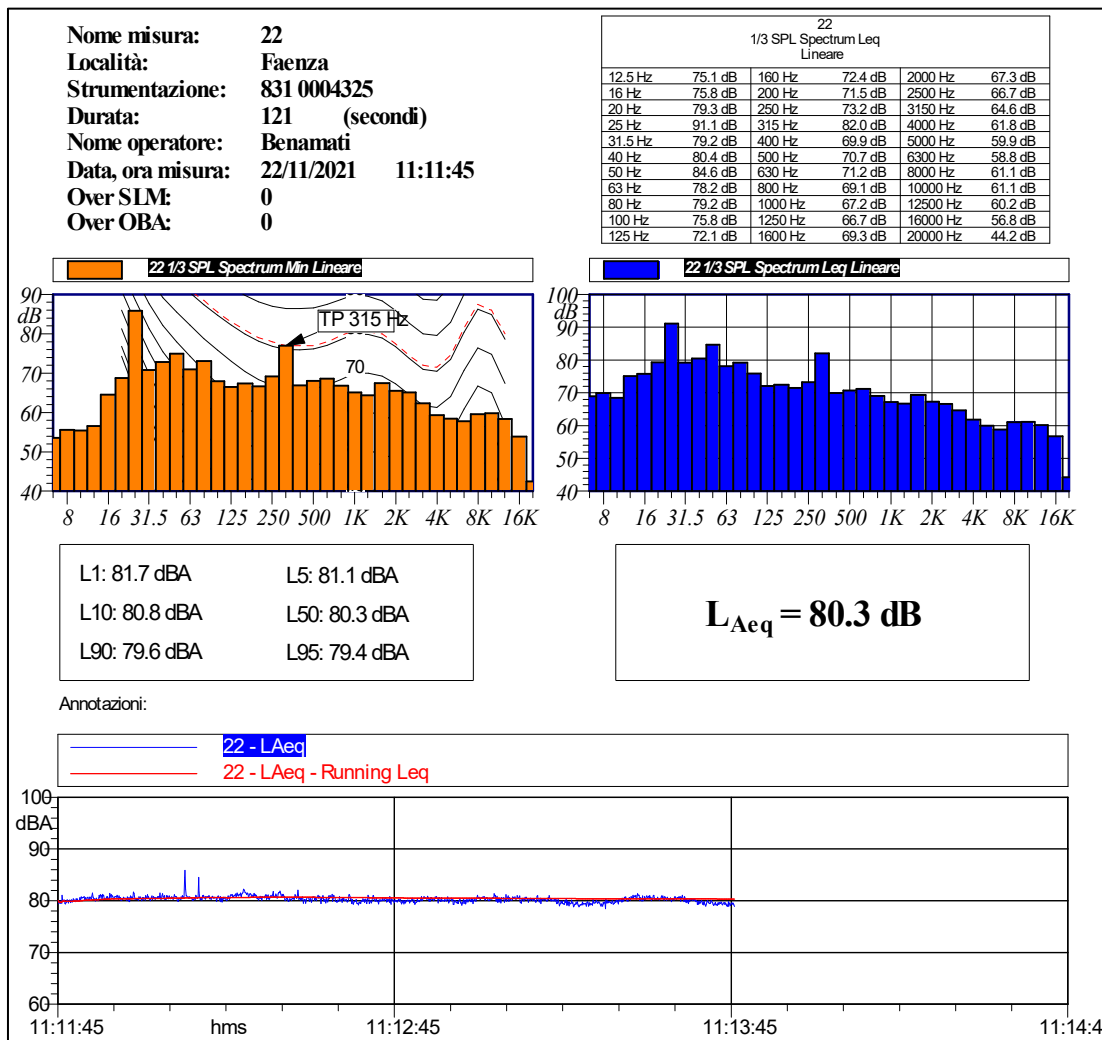 Nome misura: 22
Località: Faenza
Strumentazione: 831 0004325
Durata: 121 (secondi)
Nome operatore: Benamati
Data, ora misura: 22/11/2021 11:11:45
Over SLM: 0
Over OBA: 0
22
1/3 SPL Spectrum Leq
Lineare
12.5 Hz 75.1 dB 160 Hz 72.4 dB 2000 Hz 67.3 dB
16 Hz 75.8 dB 200 Hz 71.5 dB 2500 Hz 66.7 dB
20 Hz 79.3 dB 250 Hz 73.2 dB 3150 Hz 64.6 dB
25 Hz 91.1 dB 315 Hz 82.0 dB 4000 Hz 61.8 dB
31.5 Hz 79.2 dB 400 Hz 69.9 dB 5000 Hz 59.9 dB
40 Hz 80.4 dB 500 Hz 70.7 dB 6300 Hz 58.8 dB
50 Hz 84.6 dB 630 Hz 71.2 dB 8000 Hz 61.1 dB
63 Hz 78.2 dB 800 Hz 69.1 dB 10000 Hz 61.1 dB
80 Hz 79.2 dB 1000 Hz 67.2 dB 12500 Hz 60.2 dB
100 Hz 75.8 dB 1250 Hz 66.7 dB 16000 Hz 56.8 dB
125 Hz 72.1 dB 1600 Hz 69.3 dB 20000 Hz 44.2 dB
22 1/3 SPL Spectrum Min Lineare
90
dB
80
70
60
50
40
TP 315 Hz
70
8 16 31.5 63 125 250 500 1K 2K 4K 8K 16K
22 1/3 SPL Spectrum Leq Lineare
100
dB
90
80
70
60
50
40
8 16 31.5 63 125 250 500 1K 2K 4K 8K 16K
L1: 81.7 dBA L5: 81.1 dBA
L10: 80.8 dBA L50: 80.3 dBA
L90: 79.6 dBA L95: 79.4 dBA
LAeq = 80.3 dB
Annotazioni:
22 - LAeq
22 - LAeq - Running Leq
100
dBA
90
80
70
60
11:11:45 hms 11:12:45 11:13:45 11:14:4